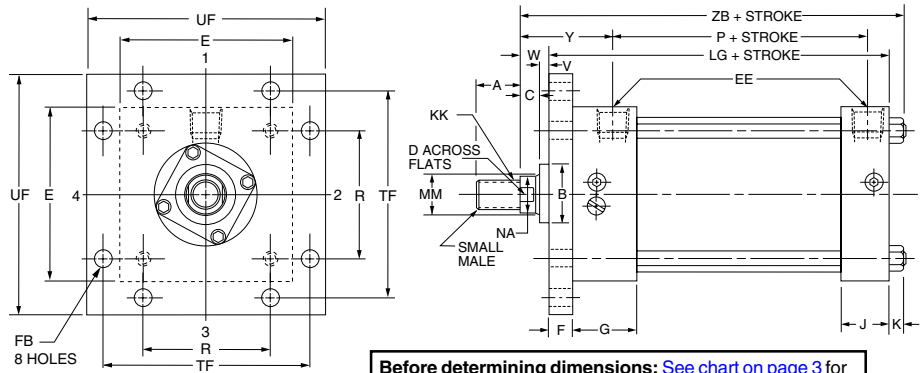 UF
E
1
UF
E
4
2
R
TF
3
FB
8 HOLES
R
TF
ZB + STROKE
Y
P + STROKE
W
LG + STROKE
V
A
C
EE
KK
D ACROSS
FLATS
MM
B
NA
SMALL
MALE
F
G
J
K
Before determining dimensions: See chart on page 3 for